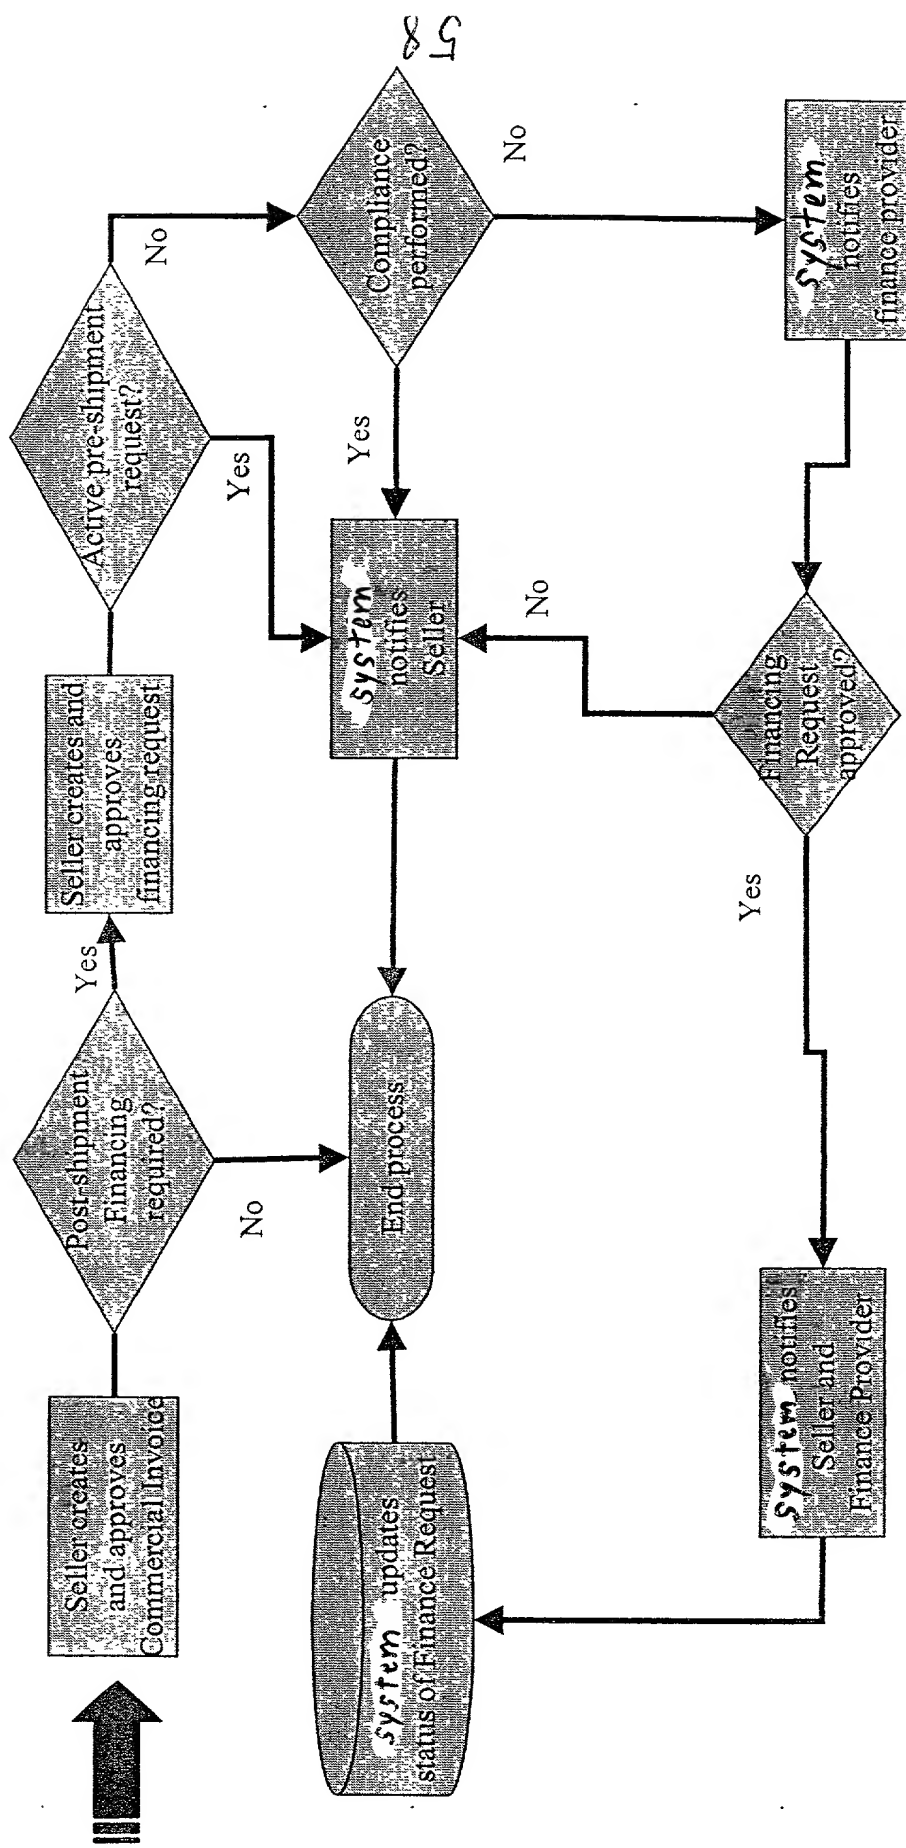 Seller creates
and approves
Commercial Invoice
Post-shipment
Financing
required?
Yes
No
Seller creates and
approves
financing request
Active pre-shipment
request?
No
Yes
58
Compliance
performed?
Yes
No
system
notifies
Seller
End process
system updates
status of Finance Request
system
notifies
finance provider
Financing
Request
approved?
No
Yes
system notifies
Seller and
Finance Provider